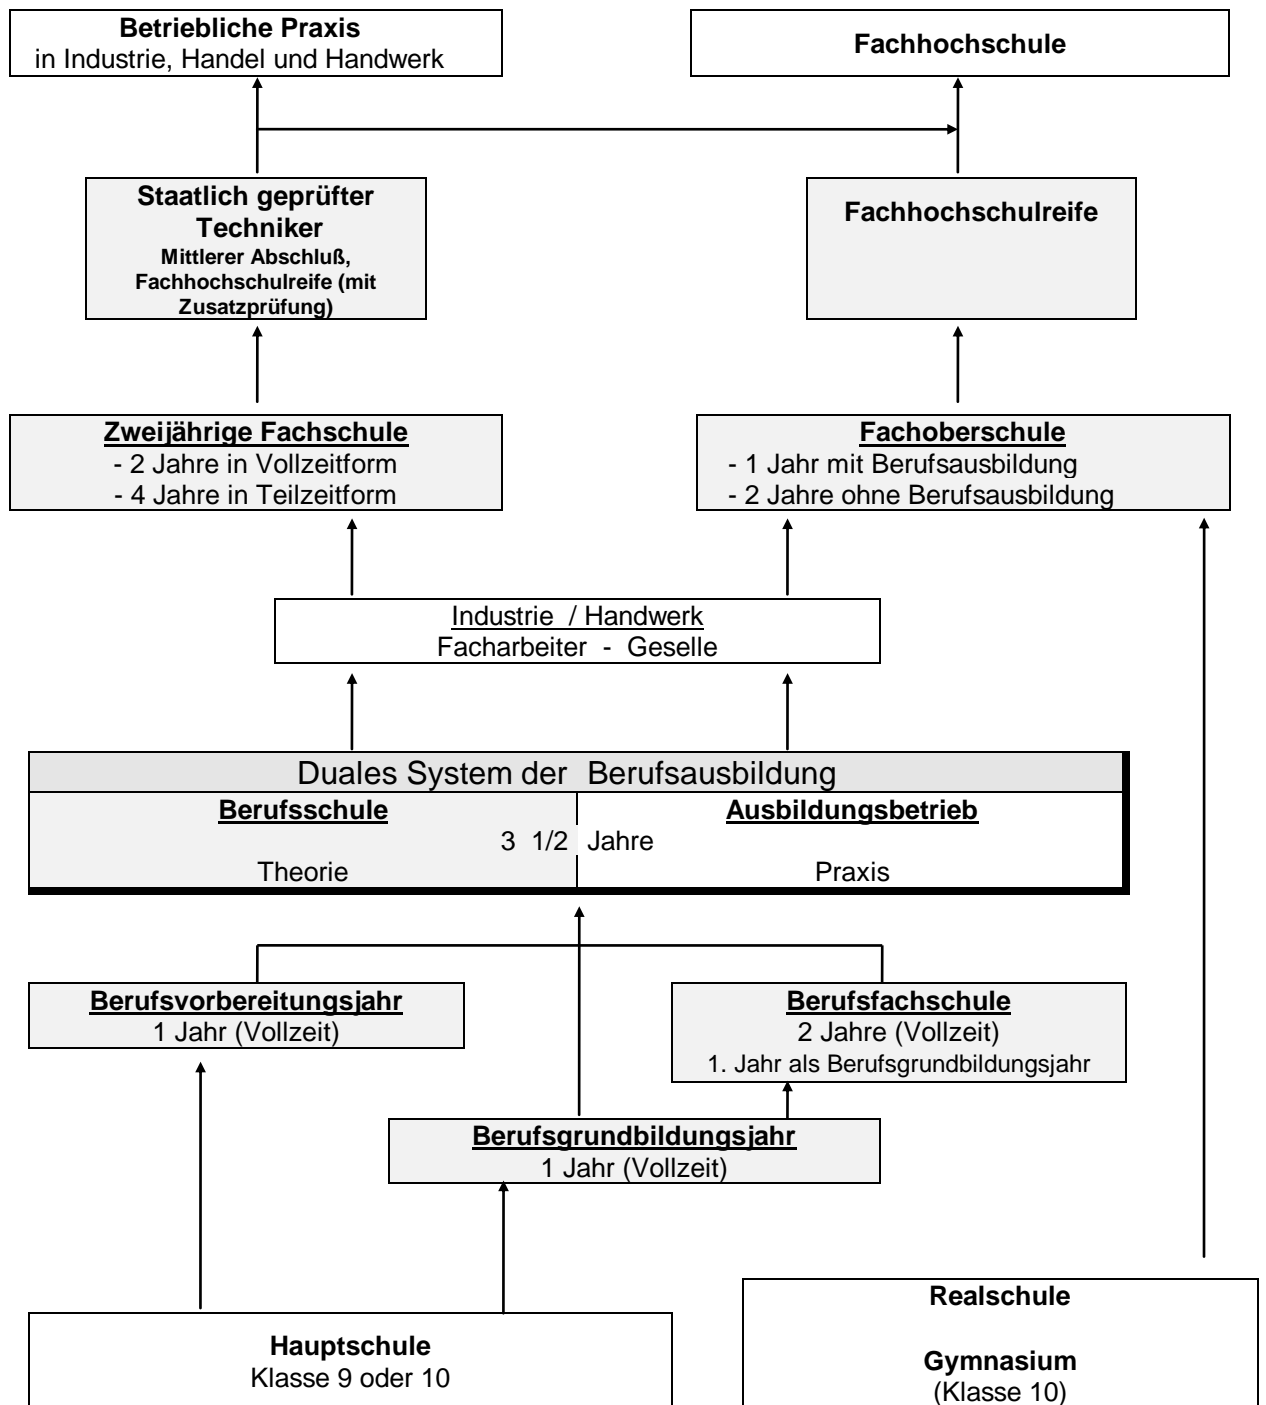 Betriebliche Praxis
in Industrie, Handel und Handwerk
Fachhochschule
Staatlich geprüfter
Techniker
Mittlerer Abschluß,
Fachhochschulreife (mit
Zusatzprüfung)
Fachhochschulreife
Zweijährige Fachschule
- 2 Jahre in Vollzeitform
- 4 Jahre in Teilzeitform
Fachoberschule
- 1 Jahr mit Berufsausbildung
- 2 Jahre ohne Berufsausbildung
Industrie / Handwerk
Facharbeiter - Geselle
Duales System der Berufsausbildung
Berufsschule
Ausbildungsbetrieb
3 1/2 Jahre
Theorie
Praxis
Berufsvorbereitungsjahr
1 Jahr (Vollzeit)
Berufsfachschule
2 Jahre (Vollzeit)
1. Jahr als Berufsgrundbildungsjahr
Berufsgrundbildungsjahr
1 Jahr (Vollzeit)
Hauptschule
Klasse 9 oder 10
Realschule
Gymnasium
(Klasse 10)